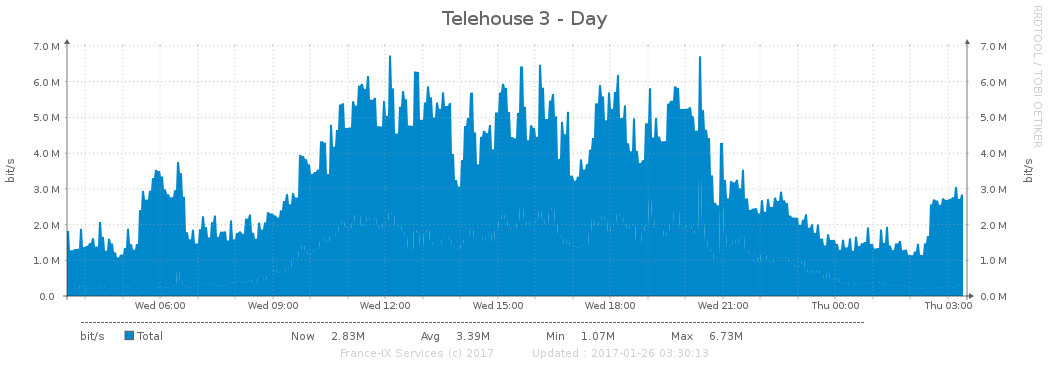 Telehouse 3 - Day
RRDTOOL / TOBI OETIKER
7.0 M 7.0 M
6.0 M 6.0 M
5.0 M 5.0 M
4.0 M 4.0 M
3.0 M 3.0 M
2.0 M 2.0 M
1.0 M 1.0 M
0.0 0.0 M
bit/s bit/s
Wed 06:00 Wed 09:00 Wed 12:00 Wed 15:00 Wed 18:00 Wed 21:00 Thu 00:00 Thu 03:00
bit/s Total Now 2.83M Avg 3.39M Min 1.07M Max 6.73M
France-IX Services (c) 2017 Updated : 2017-01-26 03:30:13